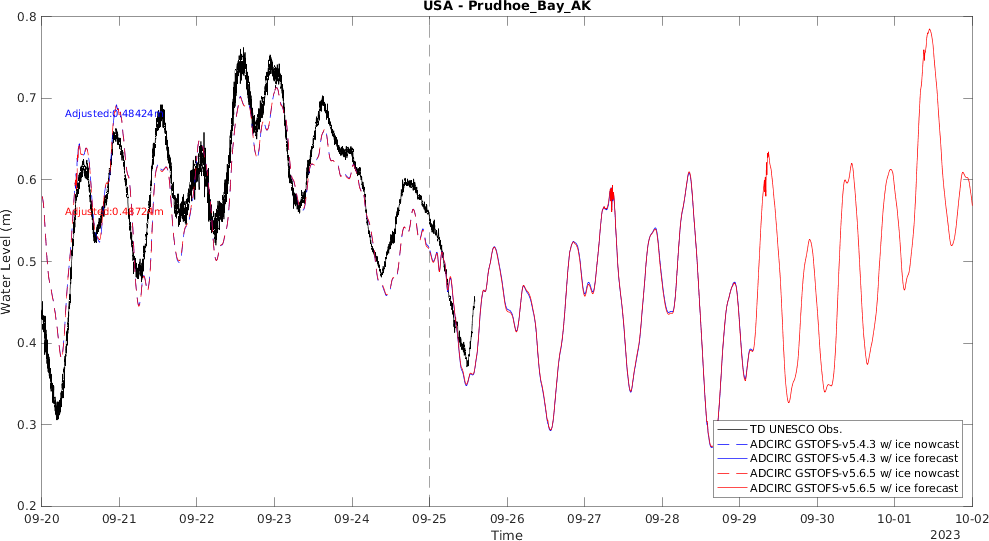 USA - Prudhoe_Bay_AK
0.8
0.7
0.6
0.5
0.4
0.3
0.2
Water Level (m)
Adjusted:0.48424m
TD UNESCO Obs.
ADCIRC GSTOFS-v5.4.3 w/ ice nowcast
ADCIRC GSTOFS-v5.4.3 w/ ice forecast
ADCIRC GSTOFS-v5.6.5 w/ ice nowcast
ADCIRC GSTOFS-v5.6.5 w/ ice forecast
09-20 09-21 09-22 09-23 09-24 09-25 09-26 09-27 09-28 09-29 09-30 10-01 10-02
Time
2023